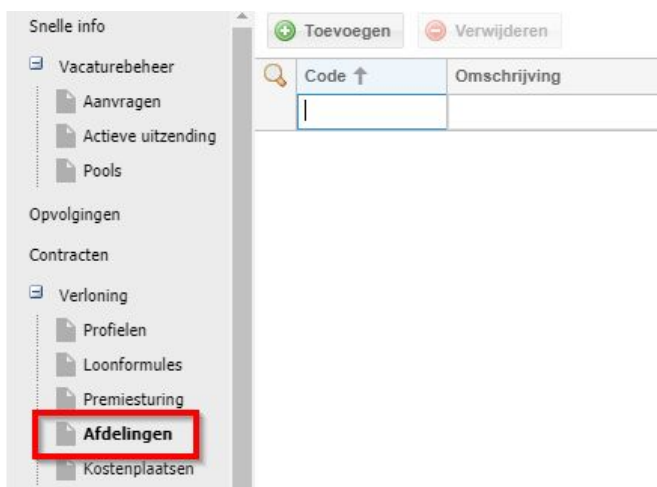 Snelle info
Vacaturebeheer
Aanvragen
Actieve uitzending
Pools
Opvolgingen
Contracten
Verloning
Profielen
Loonformules
Premiesturing
Afdelingen
Kostenplaatsen
Toevoegen Verwijderen
Code ↑ Omschrijving